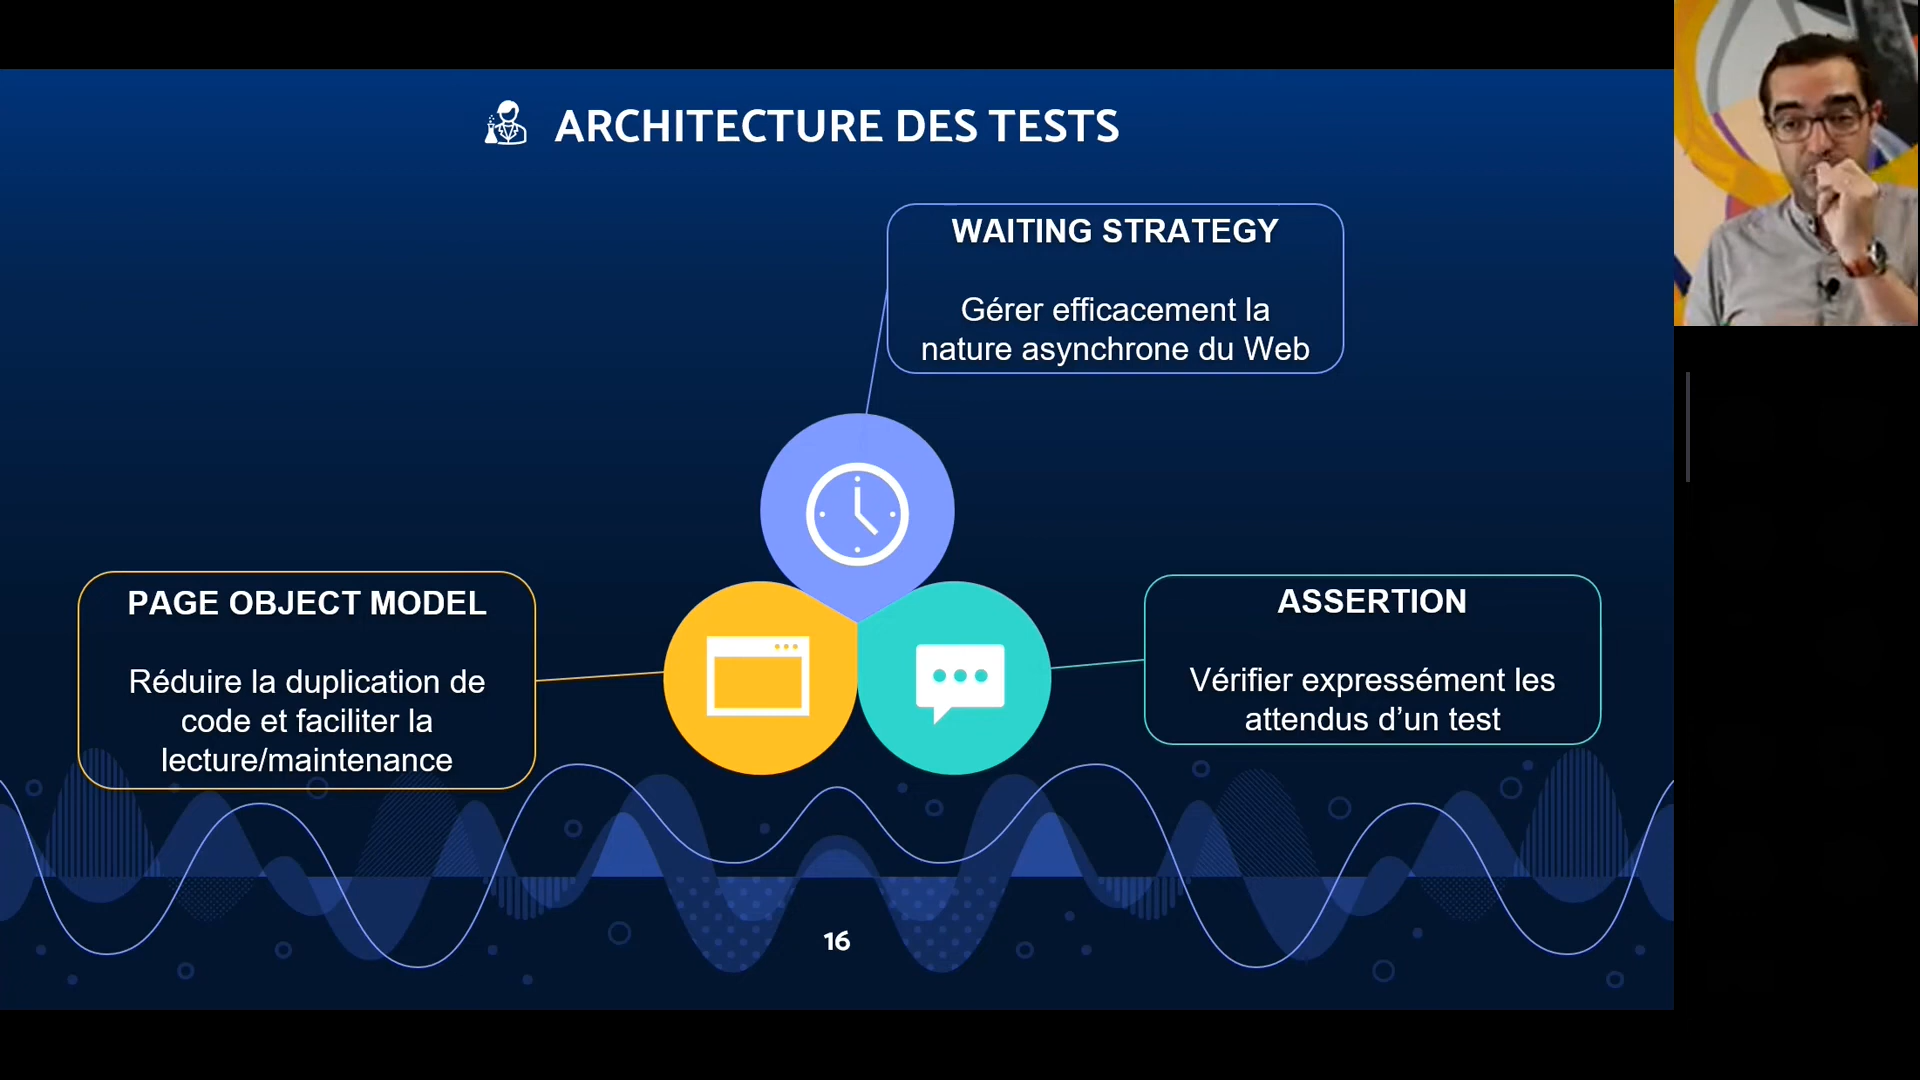 ARCHITECTURE DES TESTS
WAITING STRATEGY
Gérer efficacement la
nature asynchrone du Web
PAGE OBJECT MODEL
Réduire la duplication de
code et faciliter la
lecture/maintenance
ASSERTION
Vérifier expressément les
attendus d’un test
16